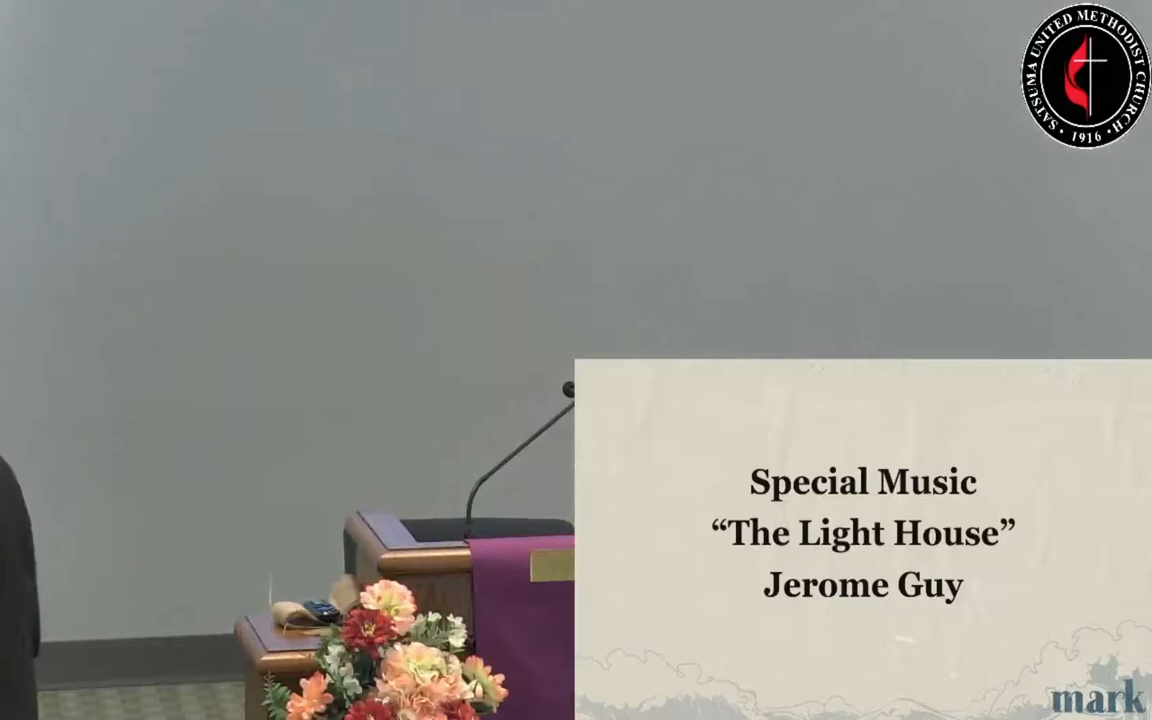 SATSUMA UNITED METHODIST CHURCH
• 1916 •
Special Music
“The Light House”
Jerome Guy
mark